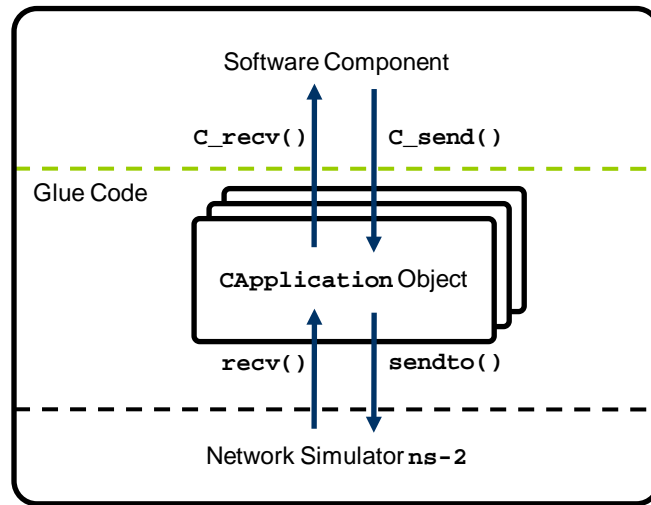 Software Component
C_recv() C_send()
Glue Code
CApplication Object
recv() sendto()
Network Simulator ns-2